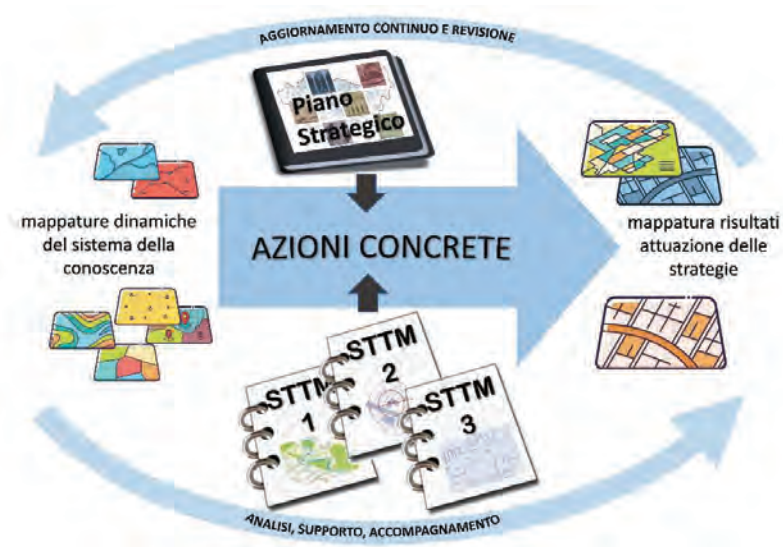 AGGIORNAMENTO CONTINUO E REVISIONE
Piano
Strategico
mappature dinamiche
del sistema della
conoscenza
AZIONI CONCRETE
mappatura risultati
attuazione delle
strategie
STTM
1
STTM
2
STTM
3
ANALISI, SUPPORTO, ACCOMPAGNAMENTO